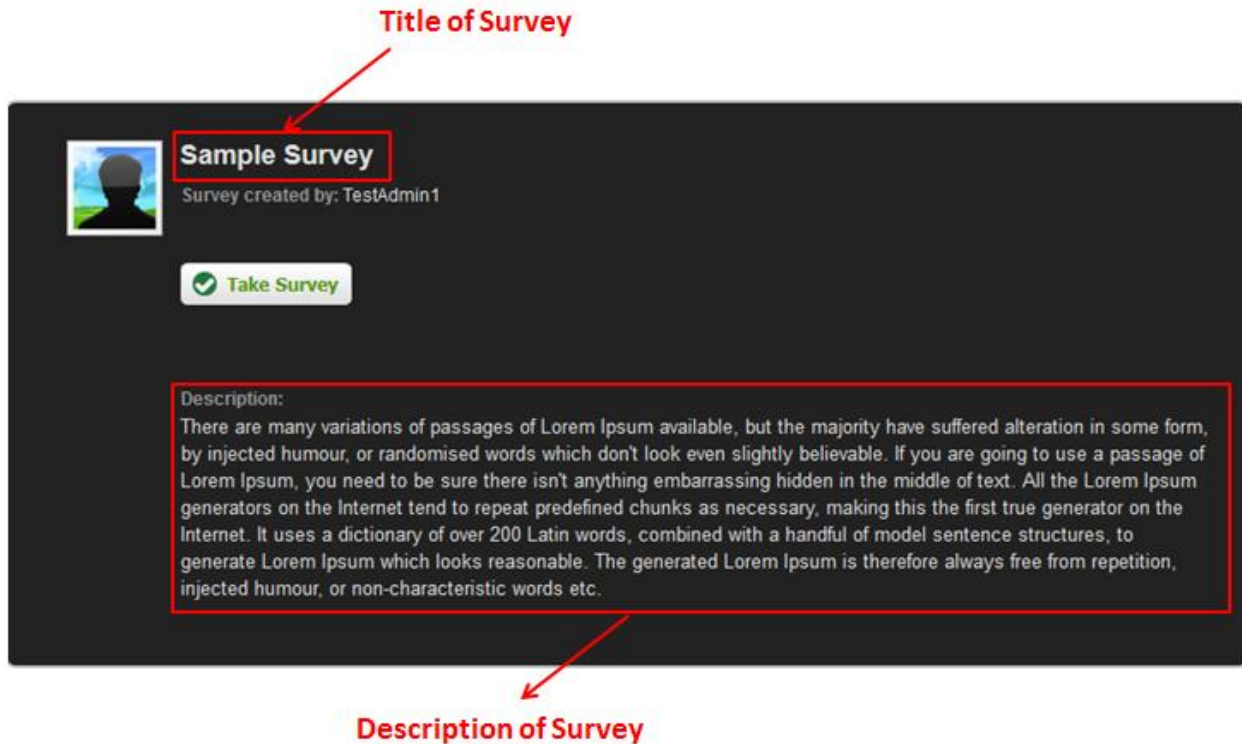 Title of Survey
Sample Survey
Survey created by: TestAdmin1
Take Survey
Description:
There are many variations of passages of Lorem Ipsum available, but the majority have suffered alteration in some form,
by injected humour, or randomised words which don't look even slightly believable. If you are going to use a passage of
Lorem Ipsum, you need to be sure there isn't anything embarrassing hidden in the middle of text. All the Lorem Ipsum
generators on the Internet tend to repeat predefined chunks as necessary, making this the first true generator on the
Internet. It uses a dictionary of over 200 Latin words, combined with a handful of model sentence structures, to
generate Lorem Ipsum which looks reasonable. The generated Lorem Ipsum is therefore always free from repetition,
injected humour, or non-characteristic words etc.
Description of Survey